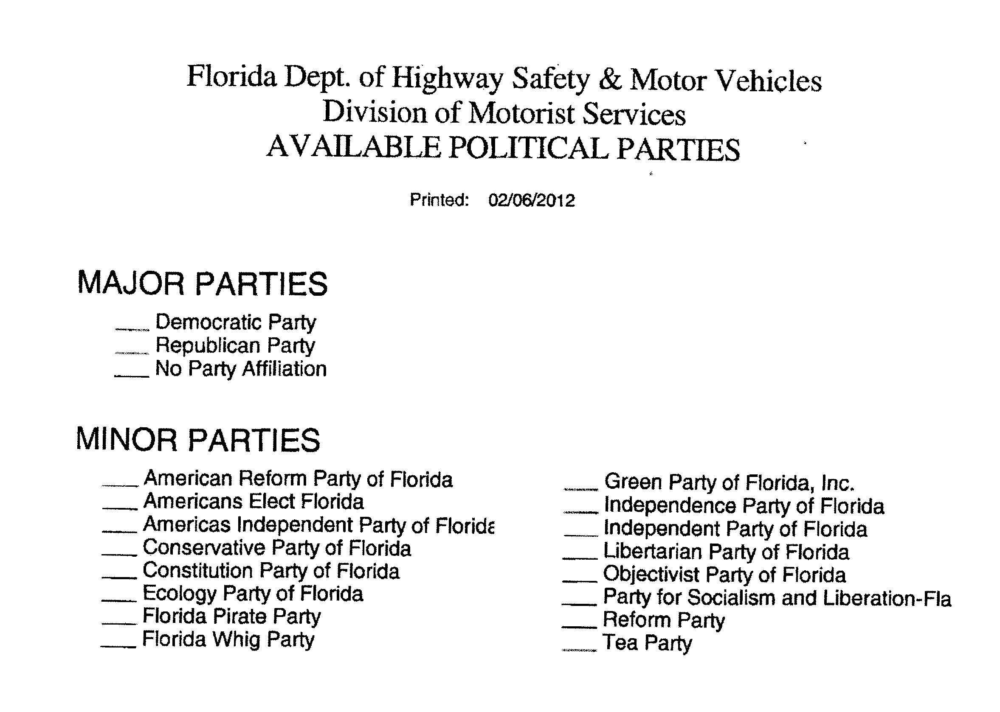 Florida Dept. of Highway Safety & Motor Vehicles
Division of Motorist Services
AVAILABLE POLITICAL PARTIES
Printed: 02/06/2012
MAJOR PARTIES
___ Democratic Party
___ Republican Party
___ No Party Affiliation
MINOR PARTIES
___ American Reform Party of Florida
___ Americans Elect Florida
___ Americas Independent Party of Florida
___ Conservative Party of Florida
___ Constitution Party of Florida
___ Ecology Party of Florida
___ Florida Pirate Party
___ Florida Whig Party
___ Green Party of Florida, Inc.
___ Independence Party of Florida
___ Independent Party of Florida
___ Libertarian Party of Florida
___ Objectivist Party of Florida
___ Party for Socialism and Liberation-Fla
___ Reform Party
___ Tea Party